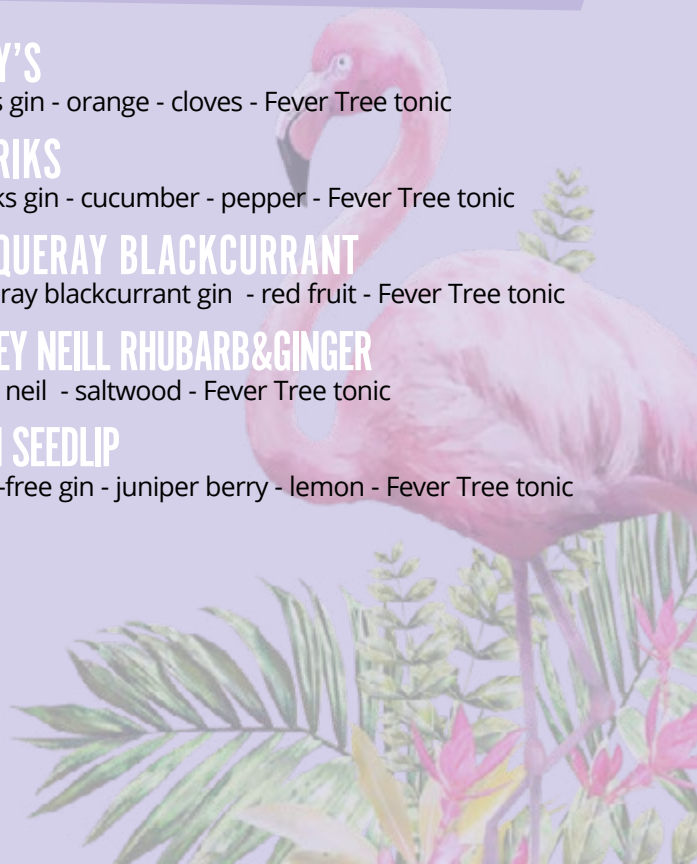 Y'S
s gin - orange - cloves - Fever Tree tonic
RIKS
ks gin - cucumber - pepper - Fever Tree tonic
QUERAY BLACKCURRANT
ray blackcurrant gin  - red fruit - Fever Tree tonic
EY NEILL RHUBARB&GINGER
neil  - saltwood - Fever Tree tonic
SEEDLIP
-free gin - juniper berry - lemon - Fever Tree tonic